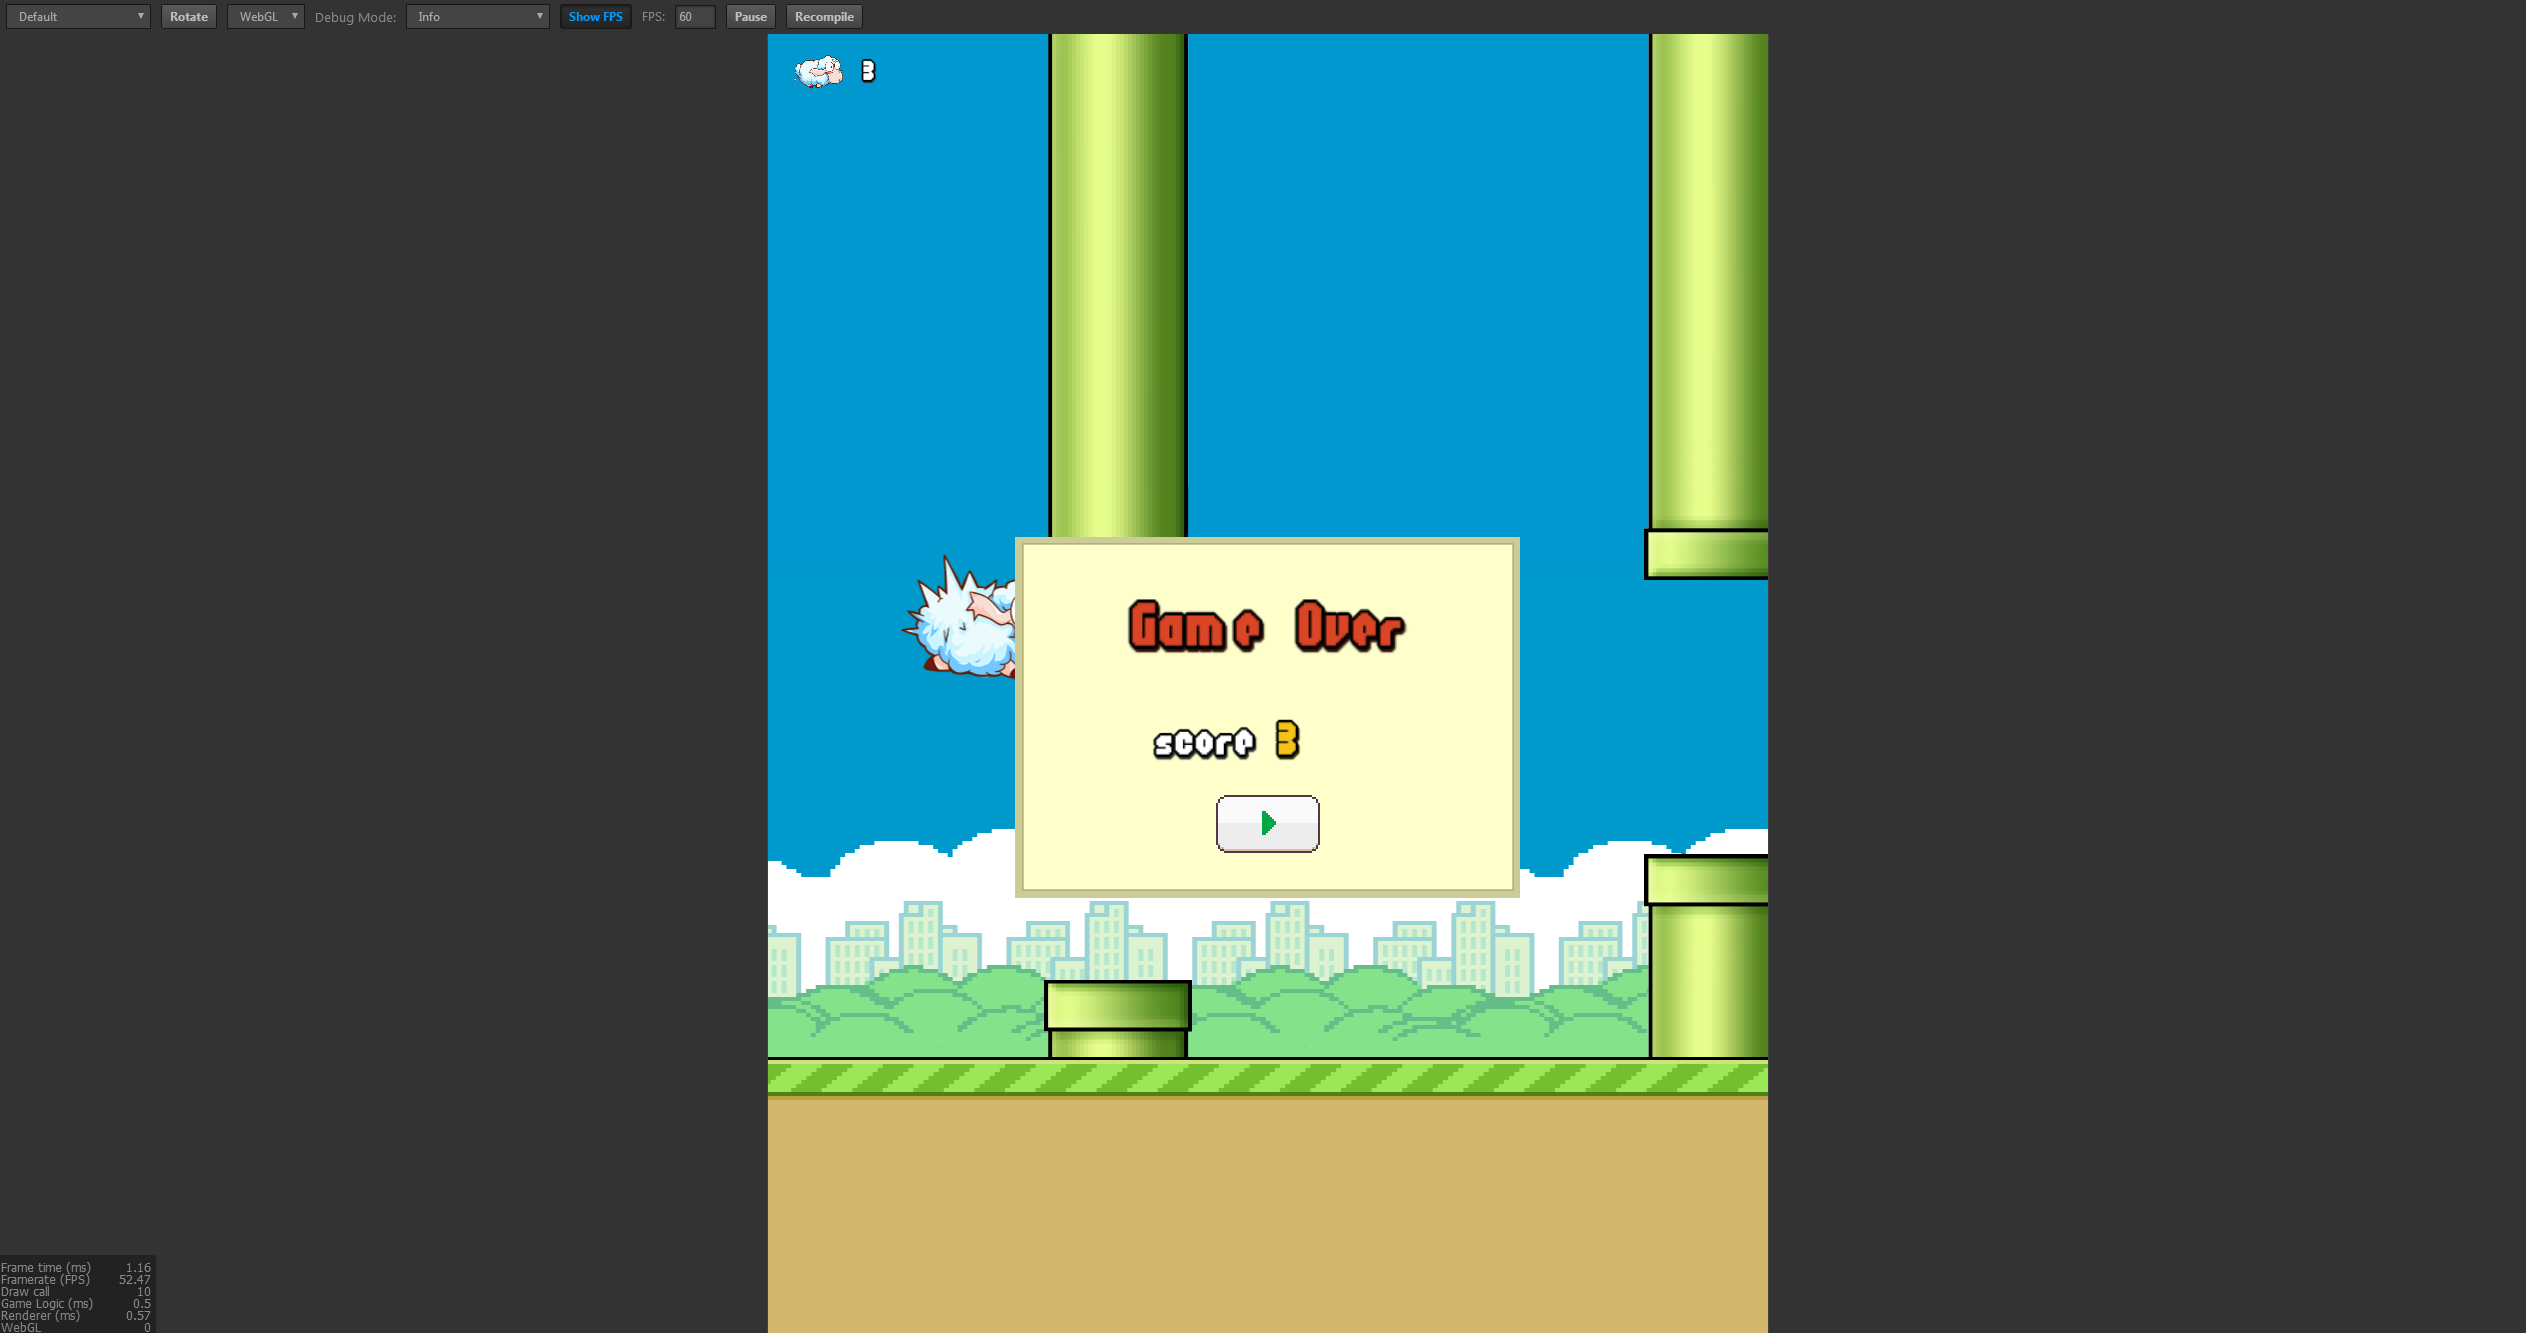 Default Rotate WebGL Debug Mode: Info Show FPS FPS: 60 Pause Recompile
3
Game Over
score 3
Frame time (ms) 1.16
Framerate (FPS) 52.47
Draw call 10
Game Logic (ms) 0.5
Renderer (ms) 0.57
WebGL 0